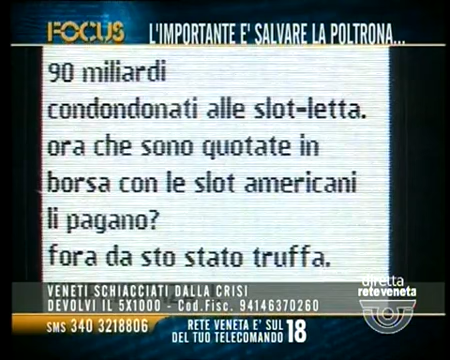 FOCUS
L'IMPORTANTE E' SALVARE LA POLTRONA...
90 miliardi
condondonati alle slot-letta.
ora che sono quotate in
borsa con le slot americani
li pagano?
fora da sto stato truffa.
VENETI SCHIACCIATI DALLA CRISI
DEVOLVI IL 5X1000 - Cod.Fisc. 94146370260
diretta
reteveneta
SMS 340 3218806
RETE VENETA E' SUL 18
DEL TUO TELECOMANDO